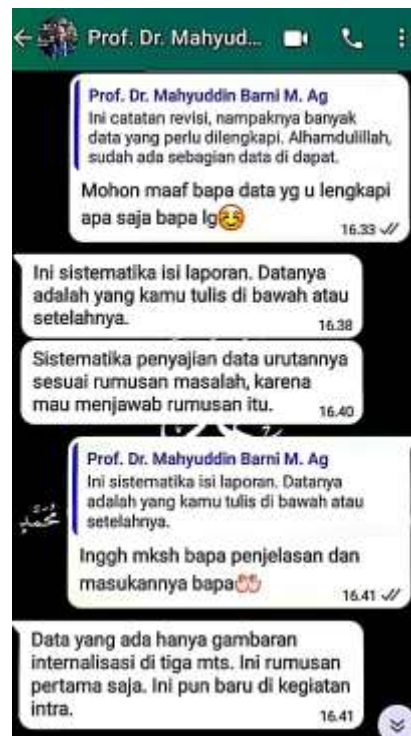 Prof. Dr. Mahyud...
Prof. Dr. Mahyuddin Barni M. Ag
Ini catatan revisi, nampaknya banyak
data yang perlu dilengkapi. Alhamdulillah,
sudah ada sebagian data di dapat.
Mohon maaf bapa data yg u lengkapi
apa saja bapa lg😊
16.33
Ini sistematika isi laporan. Datanya
adalah yang kamu tulis di bawah atau
setelahnya.
16.38
Sistematika penyajian data urutannya
sesuai rumusan masalah, karena
mau menjawab rumusan itu.
16.40
Prof. Dr. Mahyuddin Barni M. Ag
Ini sistematika isi laporan. Datanya
adalah yang kamu tulis di bawah atau
setelahnya.
Inggh mksh bapa penjelasan dan
masukannya bapa🤲
16.41
Data yang ada hanya gambaran
internalisasi di tiga mts. Ini rumusan
pertama saja. Ini pun baru di kegiatan
intra.
16.41